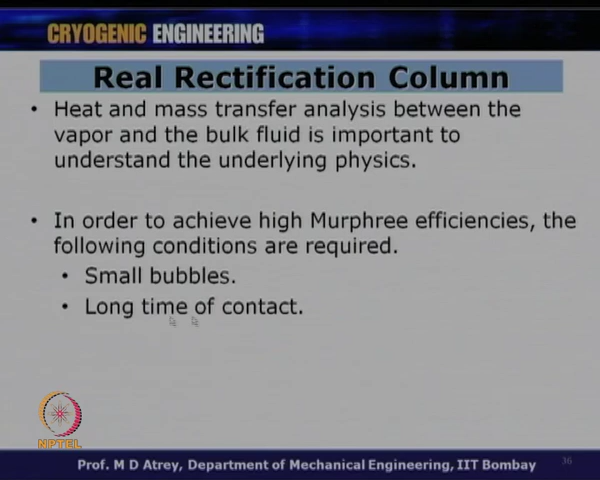 CRYOGENIC ENGINEERING
Real Rectification Column
• Heat and mass transfer analysis between the
vapor and the bulk fluid is important to
understand the underlying physics.
• In order to achieve high Murphree efficiencies, the
following conditions are required.
• Small bubbles.
• Long time of contact.
NPTEL
Prof. M D Atrey, Department of Mechanical Engineering, IIT Bombay
36